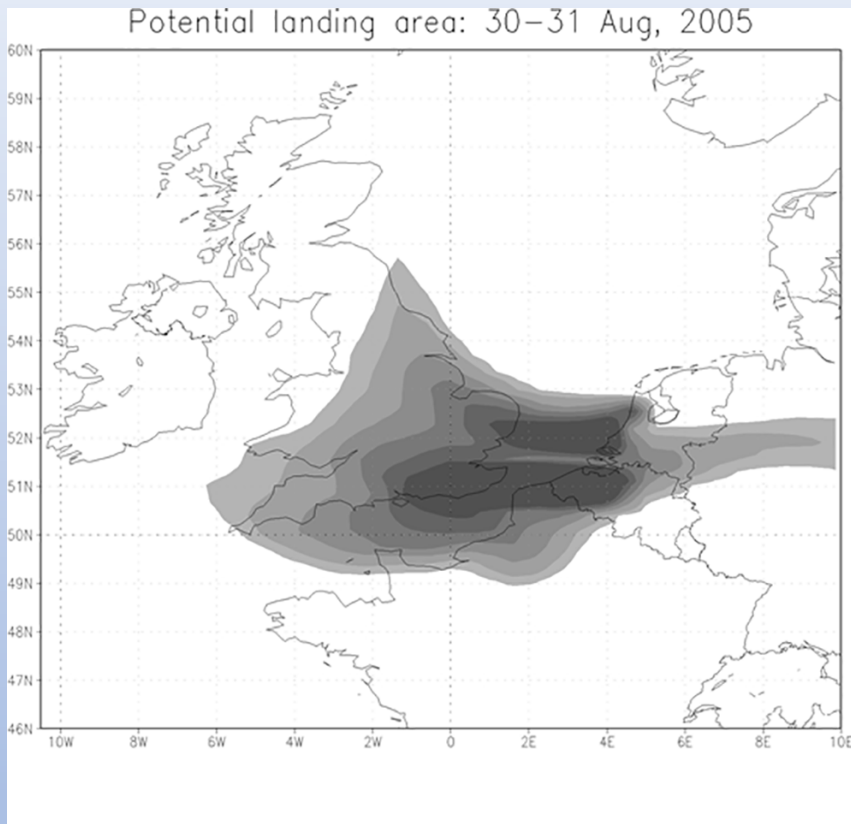 Potential landing area: 30-31 Aug, 2005
60N
59N
58N
57N
56N
55N
54N
53N
52N
51N
50N
49N
48N
47N
46N
10W 8W 6W 4W 2W 0 2E 4E 6E 8E 10E